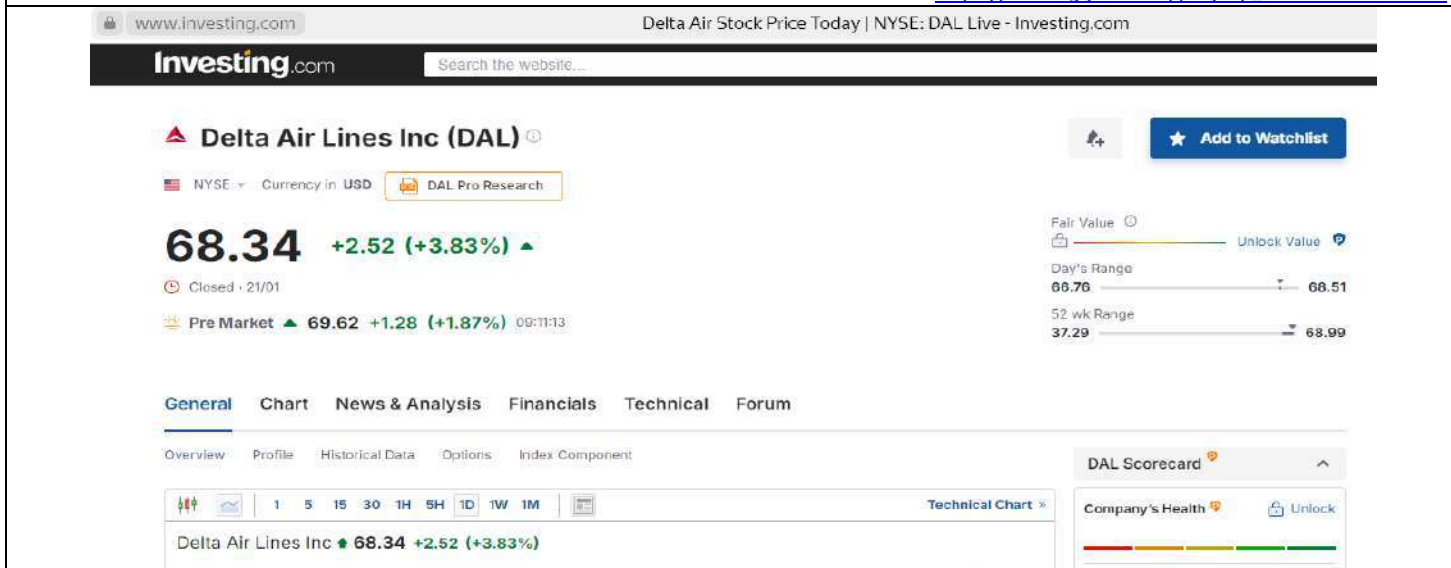 www.investing.com
Delta Air Stock Price Today | NYSE: DAL Live - Investing.com
Investing.com
Search the website...
Delta Air Lines Inc (DAL)
Add to Watchlist
NYSE Currency in USD DAL Pro Research
68.34 +2.52 (+3.83%)
Fair Value
Unlock Value
Day's Range
66.76 68.51
Closed · 21/01
Pre Market 69.62 +1.28 (+1.87%) 09:11:13
52 wk Range
37.29 68.99
General Chart News & Analysis Financials Technical Forum
Overview Profile Historical Data Options Index Component
DAL Scorecard
1 5 15 30 1H 5H 1D 1W 1M
Technical Chart »
Company's Health Unlock
Delta Air Lines Inc 68.34 +2.52 (+3.83%)